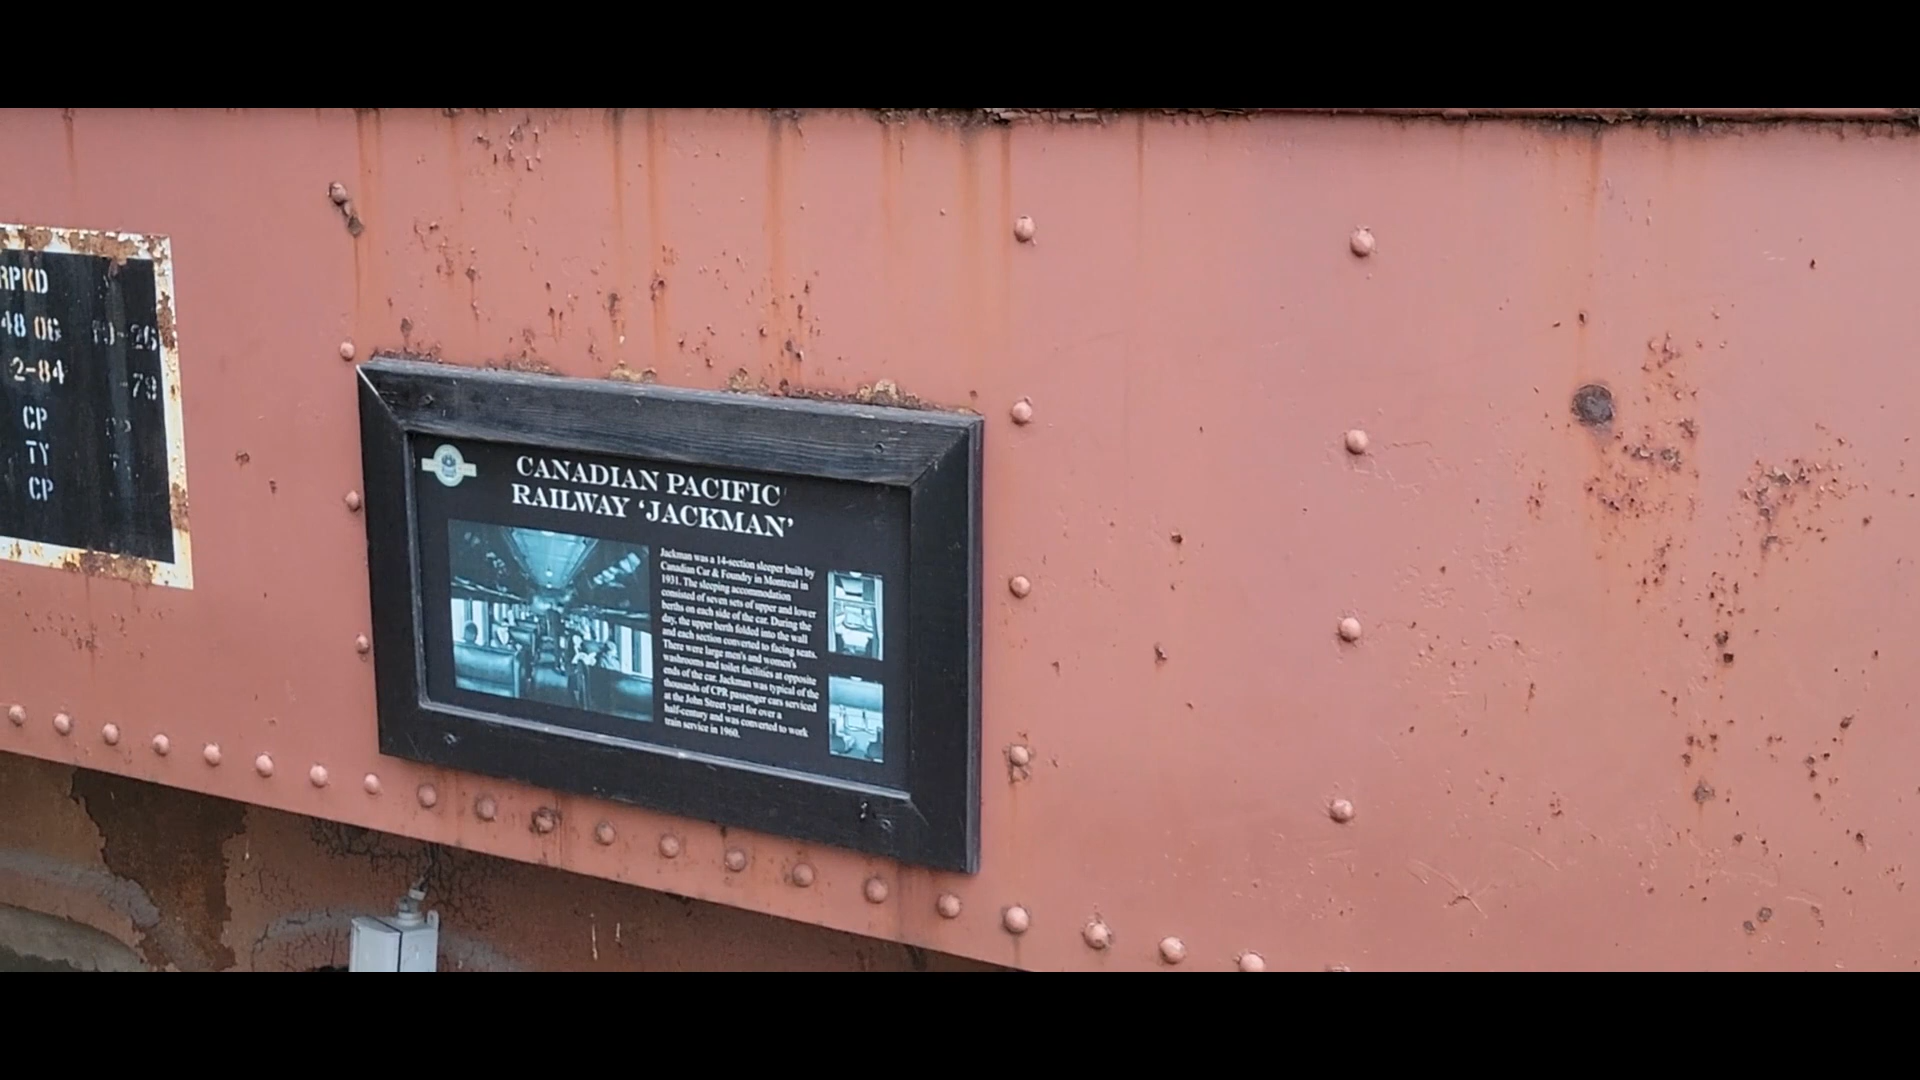 RPKD
48 06 10-26
2-84 -79
CP
TY
CP
CANADIAN PACIFIC
RAILWAY ‘JACKMAN’
Jackman was a 14-section sleeper built by
Canadian Car & Foundry in Montreal in
1931. The sleeping accommodation
consisted of seven sets of upper and lower
berths on each side of the car. During the
day, the upper berth folded into the wall
and each section converted to facing seats.
There were large men's and women's
washrooms and toilet facilities at opposite
ends of the car. Jackman was typical of the
thousands of CPR passenger cars serviced
at the John Street yard for over a
half-century and was converted to work
train service in 1960.